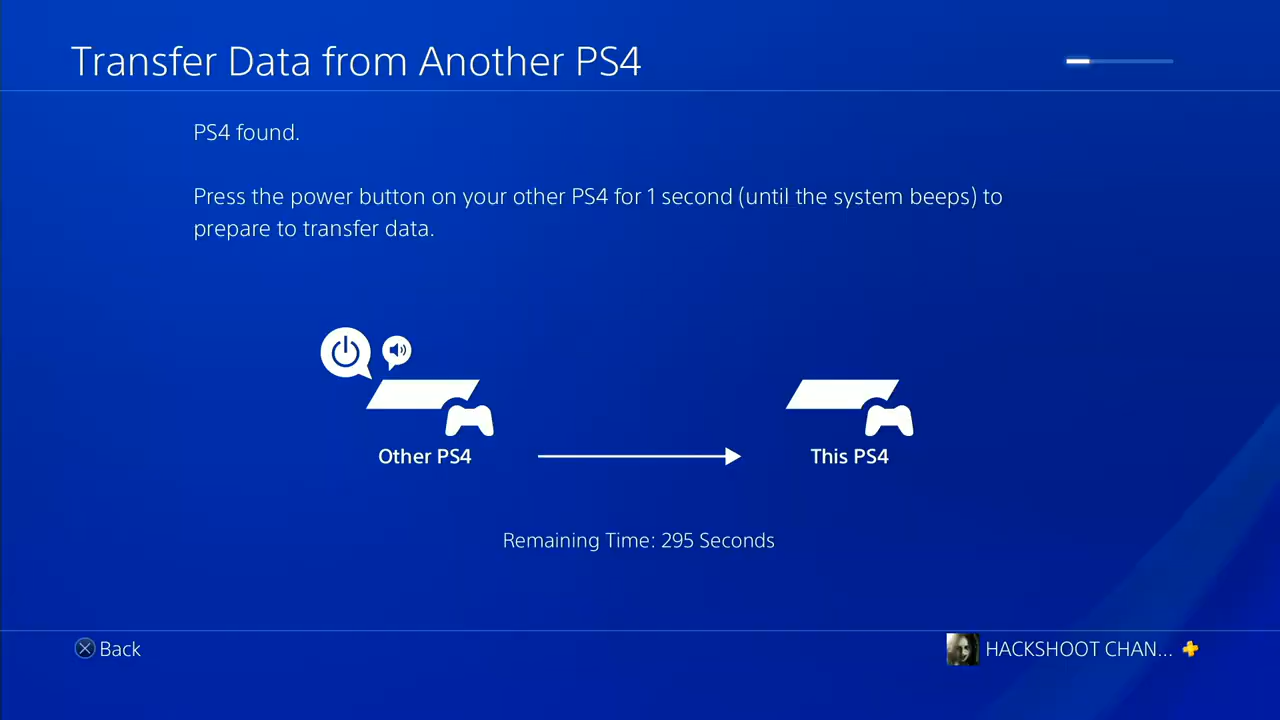 Transfer Data from Another PS4
PS4 found.
Press the power button on your other PS4 for 1 second (until the system beeps) to
prepare to transfer data.
Other PS4
This PS4
Remaining Time: 295 Seconds
Back
HACKSHOOT CHAN...